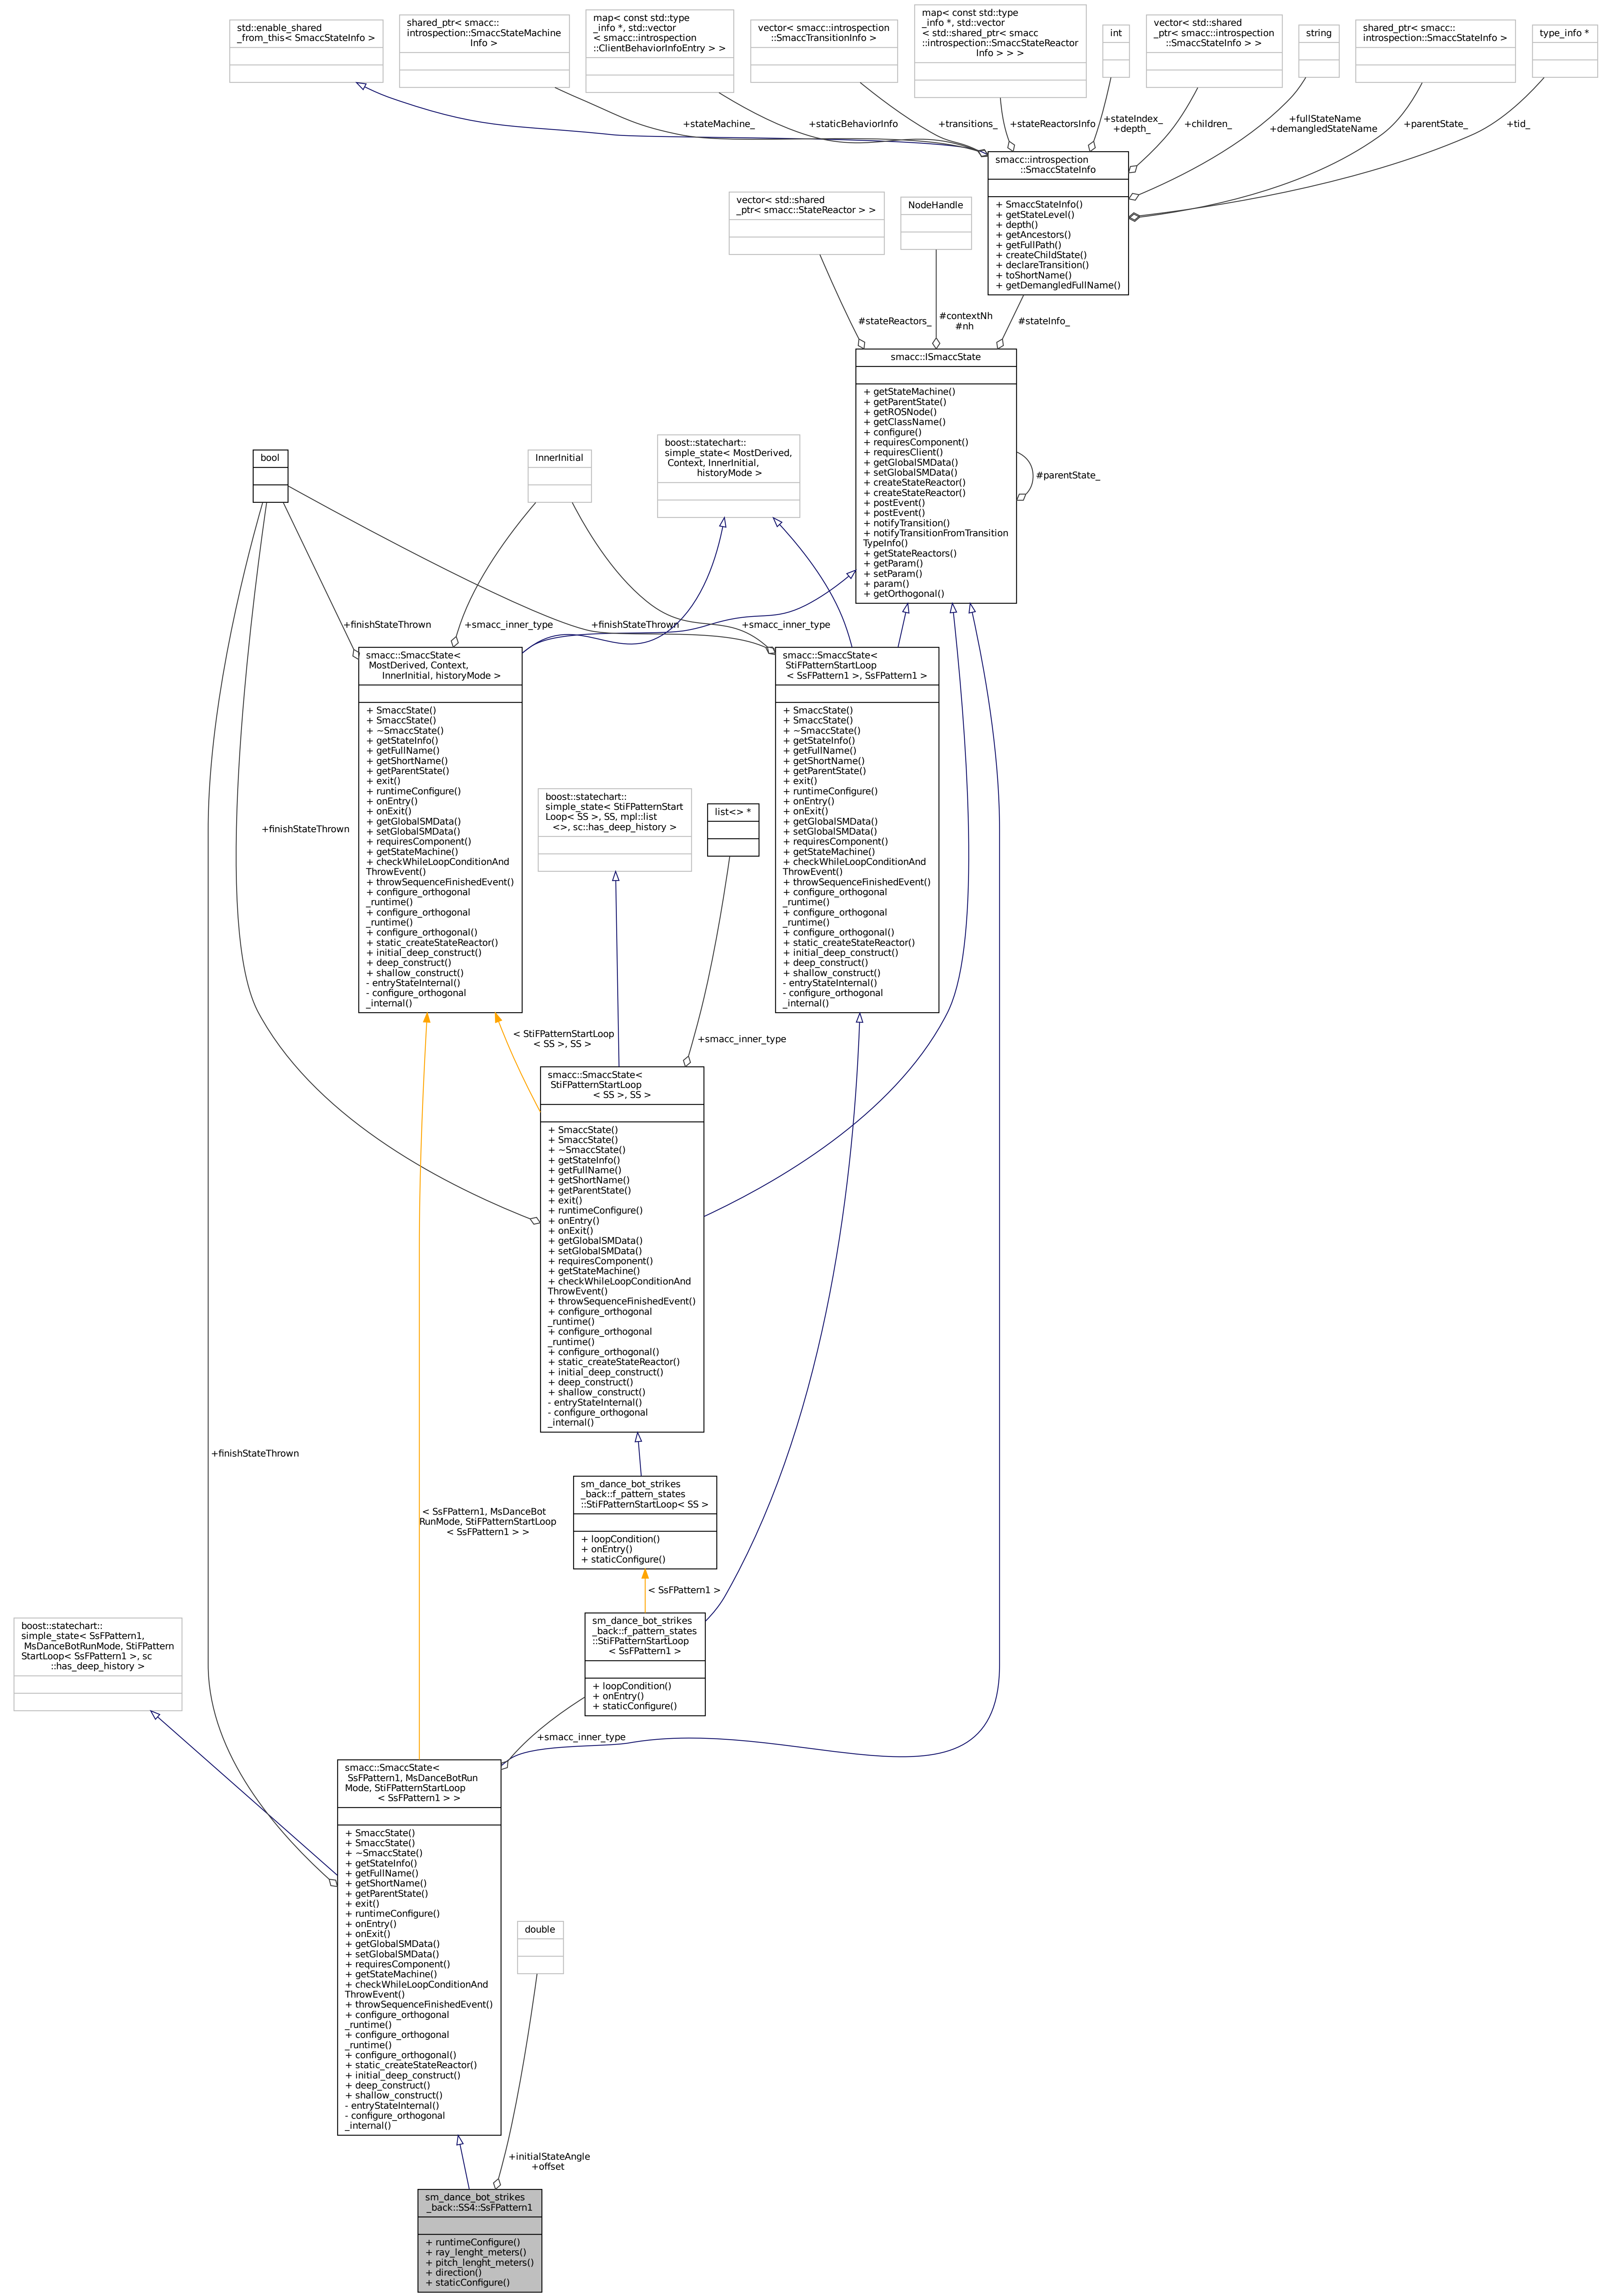 std::enable_shared
_from_this< SmaccStateInfo >
shared_ptr< smacc::
introspection::SmaccStateMachine
Info >
map< const std::type
_info *, std::vector
< smacc::introspection
::ClientBehaviorInfoEntry > >
vector< smacc::introspection
::SmaccTransitionInfo >
map< const std::type
_info *, std::vector
< std::shared_ptr< smacc
::introspection::SmaccStateReactor
Info > > >
int
vector< std::shared
_ptr< smacc::introspection
::SmaccStateInfo > >
string
shared_ptr< smacc::
introspection::SmaccStateInfo >
type_info *
+stateMachine_
+staticBehaviorInfo
+transitions_
+stateReactorsInfo
+stateIndex_
+depth_
+children_
+fullStateName
+demangledStateName
+parentState_
+tid_
smacc::introspection
::SmaccStateInfo
+ SmaccStateInfo()
+ getStateLevel()
+ depth()
+ getAncestors()
+ getFullPath()
+ createChildState()
+ declareTransition()
+ toShortName()
+ getDemangledFullName()
vector< std::shared
_ptr< smacc::StateReactor > >
NodeHandle
#stateReactors_
#contextNh
#nh
#stateInfo_
smacc::ISmaccState
+ getStateMachine()
+ getParentState()
+ getROSNode()
+ getClassName()
+ configure()
+ requiresComponent()
+ requiresClient()
+ getGlobalSMData()
+ setGlobalSMData()
+ createStateReactor()
+ createStateReactor()
+ postEvent()
+ postEvent()
+ notifyTransition()
+ notifyTransitionFromTransition
TypeInfo()
+ getStateReactors()
+ getParam()
+ setParam()
+ param()
+ getOrthogonal()
#parentState_
bool
InnerInitial
boost::statechart::
simple_state< MostDerived,
Context, InnerInitial,
historyMode >
+finishStateThrown
+smacc_inner_type
+finishStateThrown
+smacc_inner_type
smacc::SmaccState<
MostDerived, Context,
InnerInitial, historyMode >
+ SmaccState()
+ SmaccState()
+ ~SmaccState()
+ getStateInfo()
+ getFullName()
+ getShortName()
+ getParentState()
+ exit()
+ runtimeConfigure()
+ onEntry()
+ onExit()
+ getGlobalSMData()
+ setGlobalSMData()
+ requiresComponent()
+ getStateMachine()
+ checkWhileLoopConditionAnd
ThrowEvent()
+ throwSequenceFinishedEvent()
+ configure_orthogonal
_runtime()
+ configure_orthogonal
_runtime()
+ configure_orthogonal()
+ static_createStateReactor()
+ initial_deep_construct()
+ deep_construct()
+ shallow_construct()
- entryStateInternal()
- configure_orthogonal
_internal()
smacc::SmaccState<
StiFPatternStartLoop
< SsFPattern1 >, SsFPattern1 >
+ SmaccState()
+ SmaccState()
+ ~SmaccState()
+ getStateInfo()
+ getFullName()
+ getShortName()
+ getParentState()
+ exit()
+ runtimeConfigure()
+ onEntry()
+ onExit()
+ getGlobalSMData()
+ setGlobalSMData()
+ requiresComponent()
+ getStateMachine()
+ checkWhileLoopConditionAnd
ThrowEvent()
+ throwSequenceFinishedEvent()
+ configure_orthogonal
_runtime()
+ configure_orthogonal
_runtime()
+ configure_orthogonal()
+ static_createStateReactor()
+ initial_deep_construct()
+ deep_construct()
+ shallow_construct()
- entryStateInternal()
- configure_orthogonal
_internal()
+finishStateThrown
boost::statechart::
simple_state< StiFPatternStart
Loop< SS >, SS, mpl::list
<>, sc::has_deep_history >
list<> *
< StiFPatternStartLoop
< SS >, SS >
+smacc_inner_type
smacc::SmaccState<
StiFPatternStartLoop
< SS >, SS >
+ SmaccState()
+ SmaccState()
+ ~SmaccState()
+ getStateInfo()
+ getFullName()
+ getShortName()
+ getParentState()
+ exit()
+ runtimeConfigure()
+ onEntry()
+ onExit()
+ getGlobalSMData()
+ setGlobalSMData()
+ requiresComponent()
+ getStateMachine()
+ checkWhileLoopConditionAnd
ThrowEvent()
+ throwSequenceFinishedEvent()
+ configure_orthogonal
_runtime()
+ configure_orthogonal
_runtime()
+ configure_orthogonal()
+ static_createStateReactor()
+ initial_deep_construct()
+ deep_construct()
+ shallow_construct()
- entryStateInternal()
- configure_orthogonal
_internal()
+finishStateThrown
sm_dance_bot_strikes
_back::f_pattern_states
::StiFPatternStartLoop< SS >
+ loopCondition()
+ onEntry()
+ staticConfigure()
< SsFPattern1, MsDanceBot
RunMode, StiFPatternStartLoop
< SsFPattern1 > >
< SsFPattern1 >
sm_dance_bot_strikes
_back::f_pattern_states
::StiFPatternStartLoop
< SsFPattern1 >
+ loopCondition()
+ onEntry()
+ staticConfigure()
boost::statechart::
simple_state< SsFPattern1,
MsDanceBotRunMode, StiFPattern
StartLoop< SsFPattern1 >, sc
::has_deep_history >
+smacc_inner_type
smacc::SmaccState<
SsFPattern1, MsDanceBotRun
Mode, StiFPatternStartLoop
< SsFPattern1 > >
+ SmaccState()
+ SmaccState()
+ ~SmaccState()
+ getStateInfo()
+ getFullName()
+ getShortName()
+ getParentState()
+ exit()
+ runtimeConfigure()
+ onEntry()
+ onExit()
+ getGlobalSMData()
+ setGlobalSMData()
+ requiresComponent()
+ getStateMachine()
+ checkWhileLoopConditionAnd
ThrowEvent()
+ throwSequenceFinishedEvent()
+ configure_orthogonal
_runtime()
+ configure_orthogonal
_runtime()
+ configure_orthogonal()
+ static_createStateReactor()
+ initial_deep_construct()
+ deep_construct()
+ shallow_construct()
- entryStateInternal()
- configure_orthogonal
_internal()
double
+initialStateAngle
+offset
sm_dance_bot_strikes
_back::SS4::SsFPattern1
+ runtimeConfigure()
+ ray_lenght_meters()
+ pitch_lenght_meters()
+ direction()
+ staticConfigure()